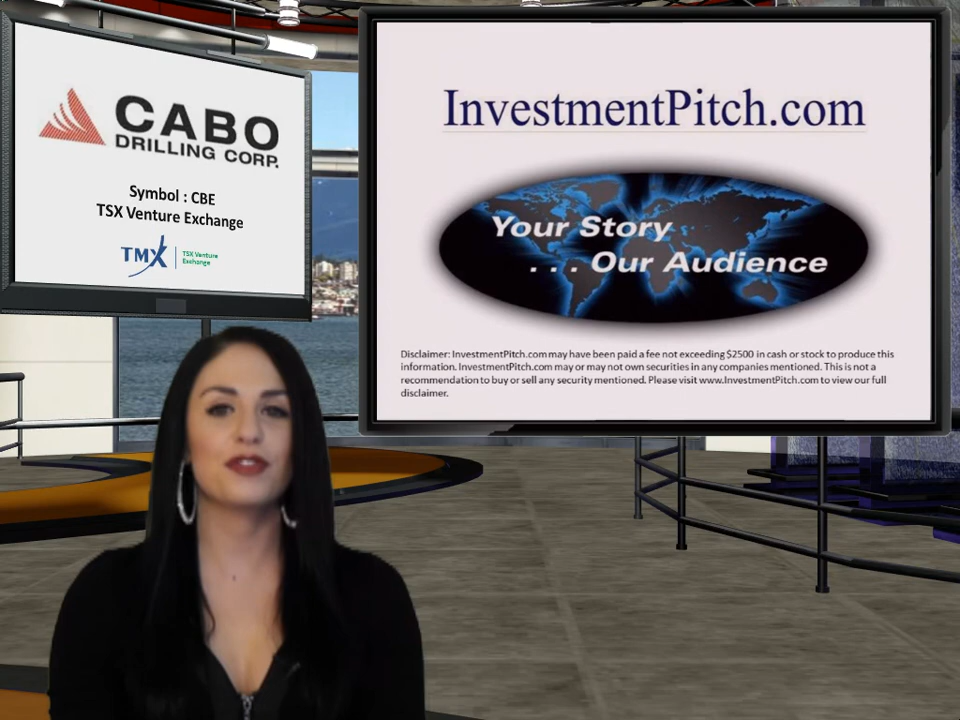 CABO
DRILLING CORP.
Symbol : CBE
TSX Venture Exchange
TMX
TSX Venture
Exchange
InvestmentPitch.com
Your Story
. . . Our Audience
Disclaimer: InvestmentPitch.com may have been paid a fee not exceeding $2500 in cash or stock to produce this
information. InvestmentPitch.com may or may not own securities in any companies mentioned. This is not a
recommendation to buy or sell any security mentioned. Please visit www.InvestmentPitch.com to view our full
disclaimer.